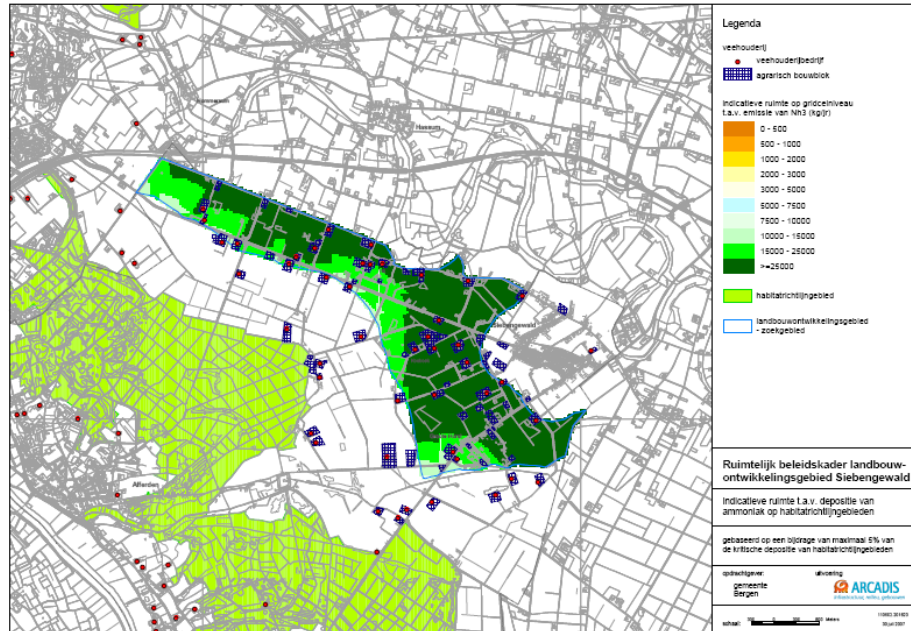 Hassum
Siebengewald
Afferden
Legenda
veehouderij
veehouderijbedrijf
agrarisch bouwblok
Indicatieve ruimte op gridcelniveau
t.a.v. emissie van Nh3 (kg/jr)
0 - 500
500 - 1000
1000 - 2000
2000 - 3000
3000 - 5000
5000 - 7500
7500 - 10000
10000 - 15000
15000 - 25000
>=25000
habitatrichtlijngebied
landbouwontwikkelingsgebied
- zoekgebied
Ruimtelijk beleidskader landbouw-
ontwikkelingsgebied Siebengewald
Indicatieve ruimte t.a.v. depositie van
ammoniak op habitatrichtlijngebieden
gebaseerd op een bijdrage van maximaal 5% van
de kritische depositie van habitatrichtlijngebieden
opdrachtgever: uitvoering
gemeente
Bergen
ARCADIS
schaal: